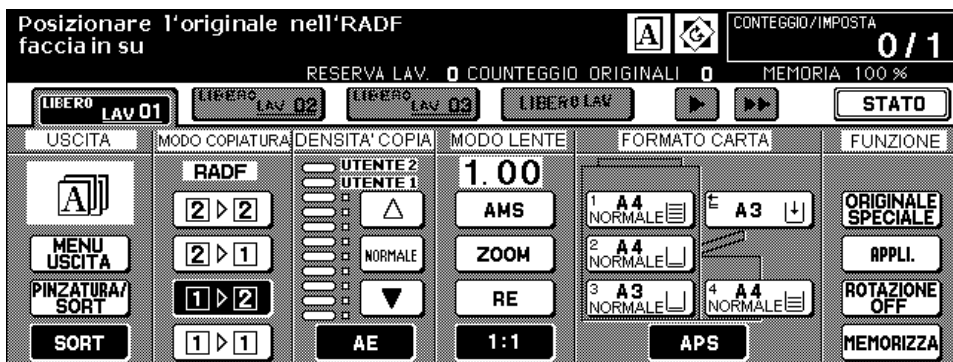 Posizionare l'originale nell'RADF
faccia in su
A
CONTEGGIO/IMPOSTA
0 / 1
RESERVA LAV. 0 COUNTEGGIO ORIGINALI 0 MEMORIA 100 %
LIBERO LAV 01
LIBERO LAV 02
LIBERO LAV 03
LIBERO LAV
STATO
USCITA
MODO COPIATURA
DENSITA' COPIA
MODO LENTE
FORMATO CARTA
FUNZIONE
A
MENU
USCITA
PINZATURA/
SORT
SORT
RADF
2 ▷ 2
2 ▷ 1
1 ▷ 2
1 ▷ 1
UTENTE 2
UTENTE 1
NORMALE
AE
1.00
AMS
ZOOM
RE
1:1
1 A4
NORMALE
A3
2 A4
NORMALE
3 A3
NORMALE
4 A4
NORMALE
APS
ORIGINALE
SPECIALE
APPLI.
ROTAZIONE
OFF
MEMORIZZA